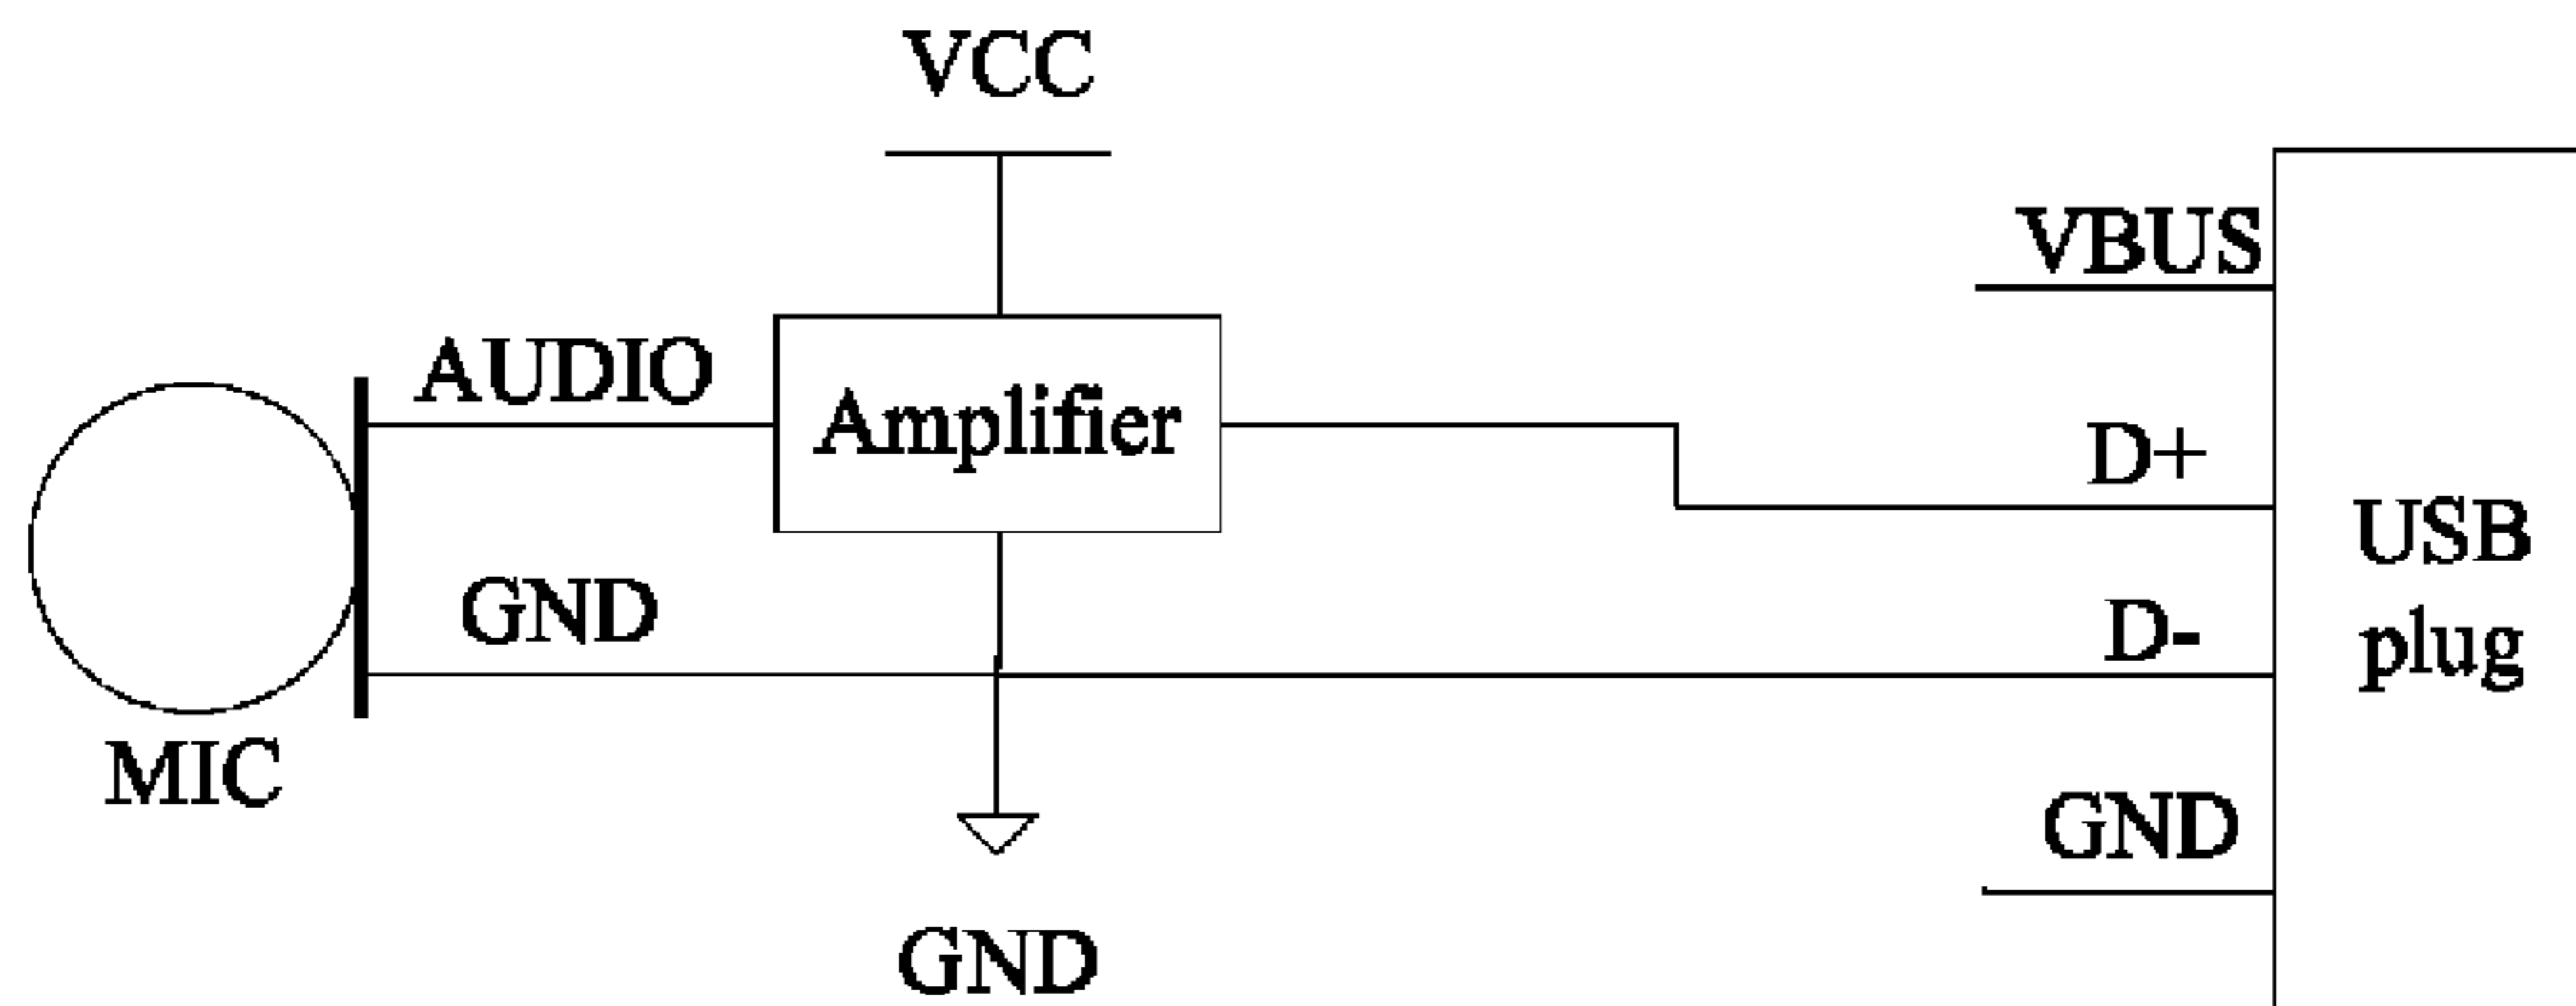 VCC
VBUS
AUDIO
Amplifier
D+
USB
plug
GND
D-
MIC
GND
GND